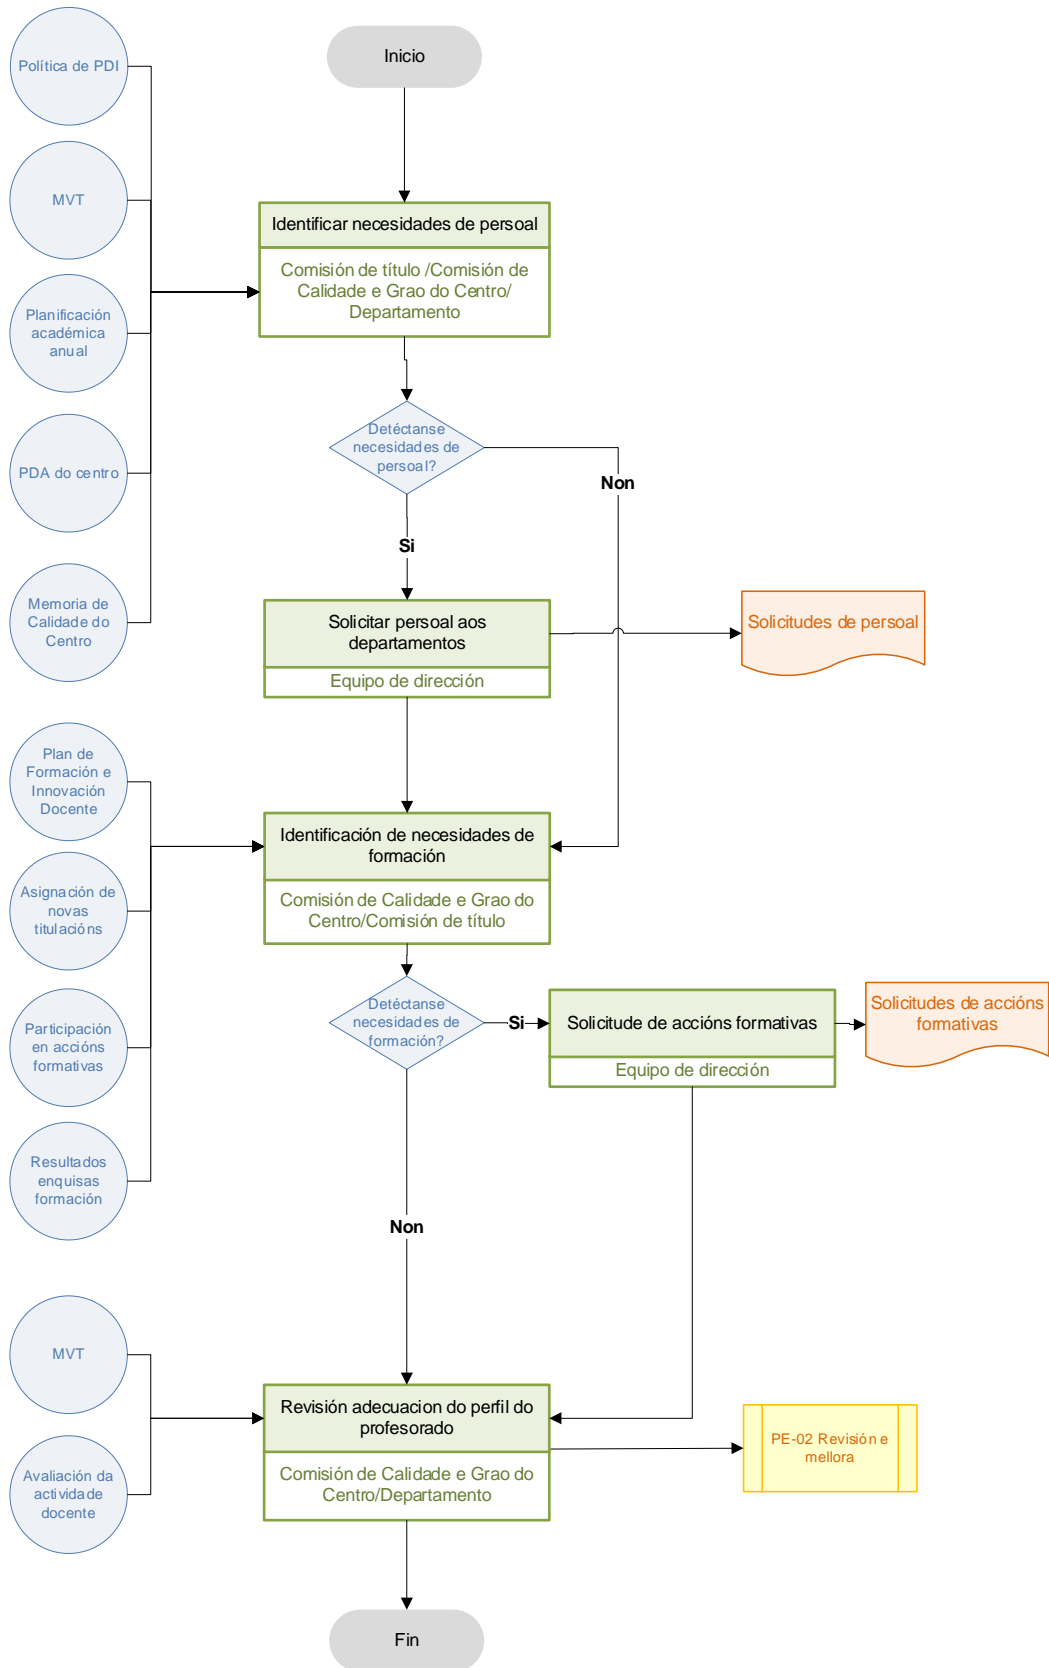 Política de PDI
Inicio
MVT
Identificar necesidades de persoal
Comisión de título /Comisión de
Calidade e Grao do Centro/
Departamento
Planificación
académica
anual
Detéctanse
necesidades de
persoal?
PDA do centro
Non
Si
Memoria de
Calidade do
Centro
Solicitar persoal aos
departamentos
Equipo de dirección
Solicitudes de persoal
Plan de
Formación e
Innovación
Docente
Identificación de necesidades de
formación
Comisión de Calidade e Grao do
Centro/Comisión de título
Asignación de
novas
titulacións
Detéctanse
necesidades de
formación?
Si
Solicitude de accións formativas
Equipo de dirección
Solicitudes de accións
formativas
Participación
en accións
formativas
Resultados
enquisas
formación
Non
MVT
Revisión adecuacion do perfil do
profesorado
Comisión de Calidade e Grao do
Centro/Departamento
PE-02 Revisión e
mellora
Avaliación da
actividade
docente
Fin